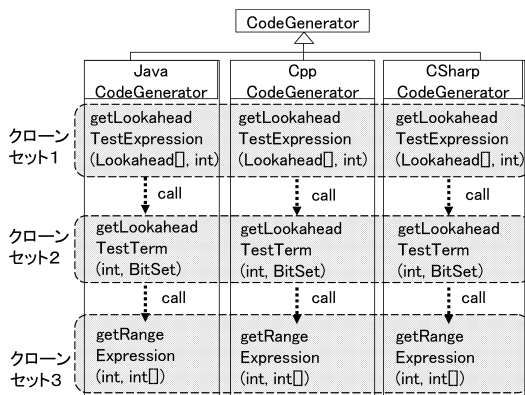 CodeGenerator
Java
CodeGenerator
Cpp
CodeGenerator
CSharp
CodeGenerator
クローン
セット1
getLookahead
TestExpression
(Lookahead[], int)
getLookahead
TestExpression
(Lookahead[], int)
getLookahead
TestExpression
(Lookahead[], int)
call
call
call
クローン
セット2
getLookahead
TestTerm
(int, BitSet)
getLookahead
TestTerm
(int, BitSet)
getLookahead
TestTerm
(int, BitSet)
call
call
call
クローン
セット3
getRange
Expression
(int, int[])
getRange
Expression
(int, int[])
getRange
Expression
(int, int[])